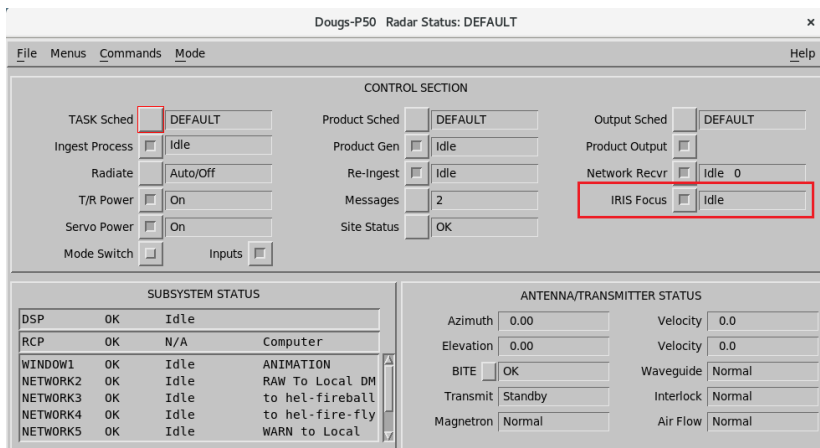 Dougs-P50   Radar Status: DEFAULT   ×
File   Menus   Commands   Mode   Help
CONTROL SECTION
TASK Sched   DEFAULT   Product Sched   DEFAULT   Output Sched   DEFAULT
Ingest Process   Idle   Product Gen   Idle   Product Output
Radiate   Auto/Off   Re-Ingest   Idle   Network Recvr   Idle   0
T/R Power   On   Messages   2   IRIS Focus   Idle
Servo Power   On   Site Status   OK
Mode Switch   Inputs
SUBSYSTEM STATUS
DSP   OK   Idle
RCP   OK   N/A   Computer
WINDOW1   OK   Idle   ANIMATION
NETWORK2   OK   Idle   RAW To Local DM
NETWORK3   OK   Idle   to hel-fireball
NETWORK4   OK   Idle   to hel-fire-fly
NETWORK5   OK   Idle   WARN to Local
ANTENNA/TRANSMITTER STATUS
Azimuth   0.00   Velocity   0.0
Elevation   0.00   Velocity   0.0
BITE   OK   Waveguide   Normal
Transmit   Standby   Interlock   Normal
Magnetron   Normal   Air Flow   Normal